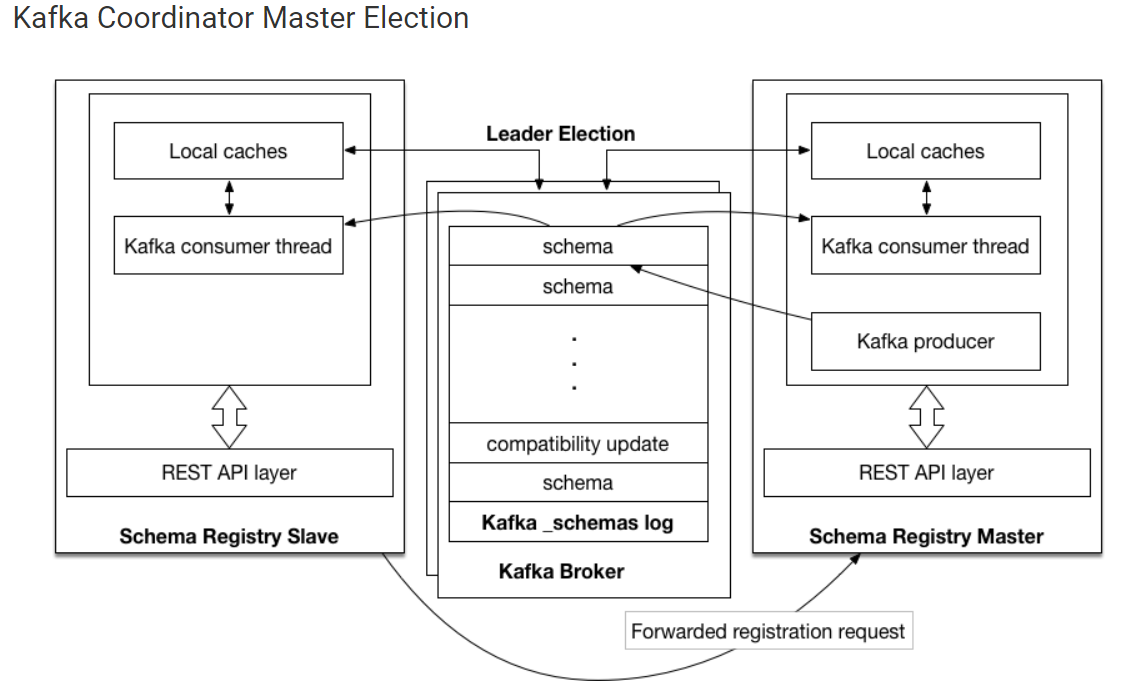 Kafka Coordinator Master Election
Leader Election
Local caches
Kafka consumer thread
REST API layer
Schema Registry Slave
schema
schema
.
.
.
compatibility update
schema
Kafka _schemas log
Kafka Broker
Local caches
Kafka consumer thread
Kafka producer
REST API layer
Schema Registry Master
Forwarded registration request